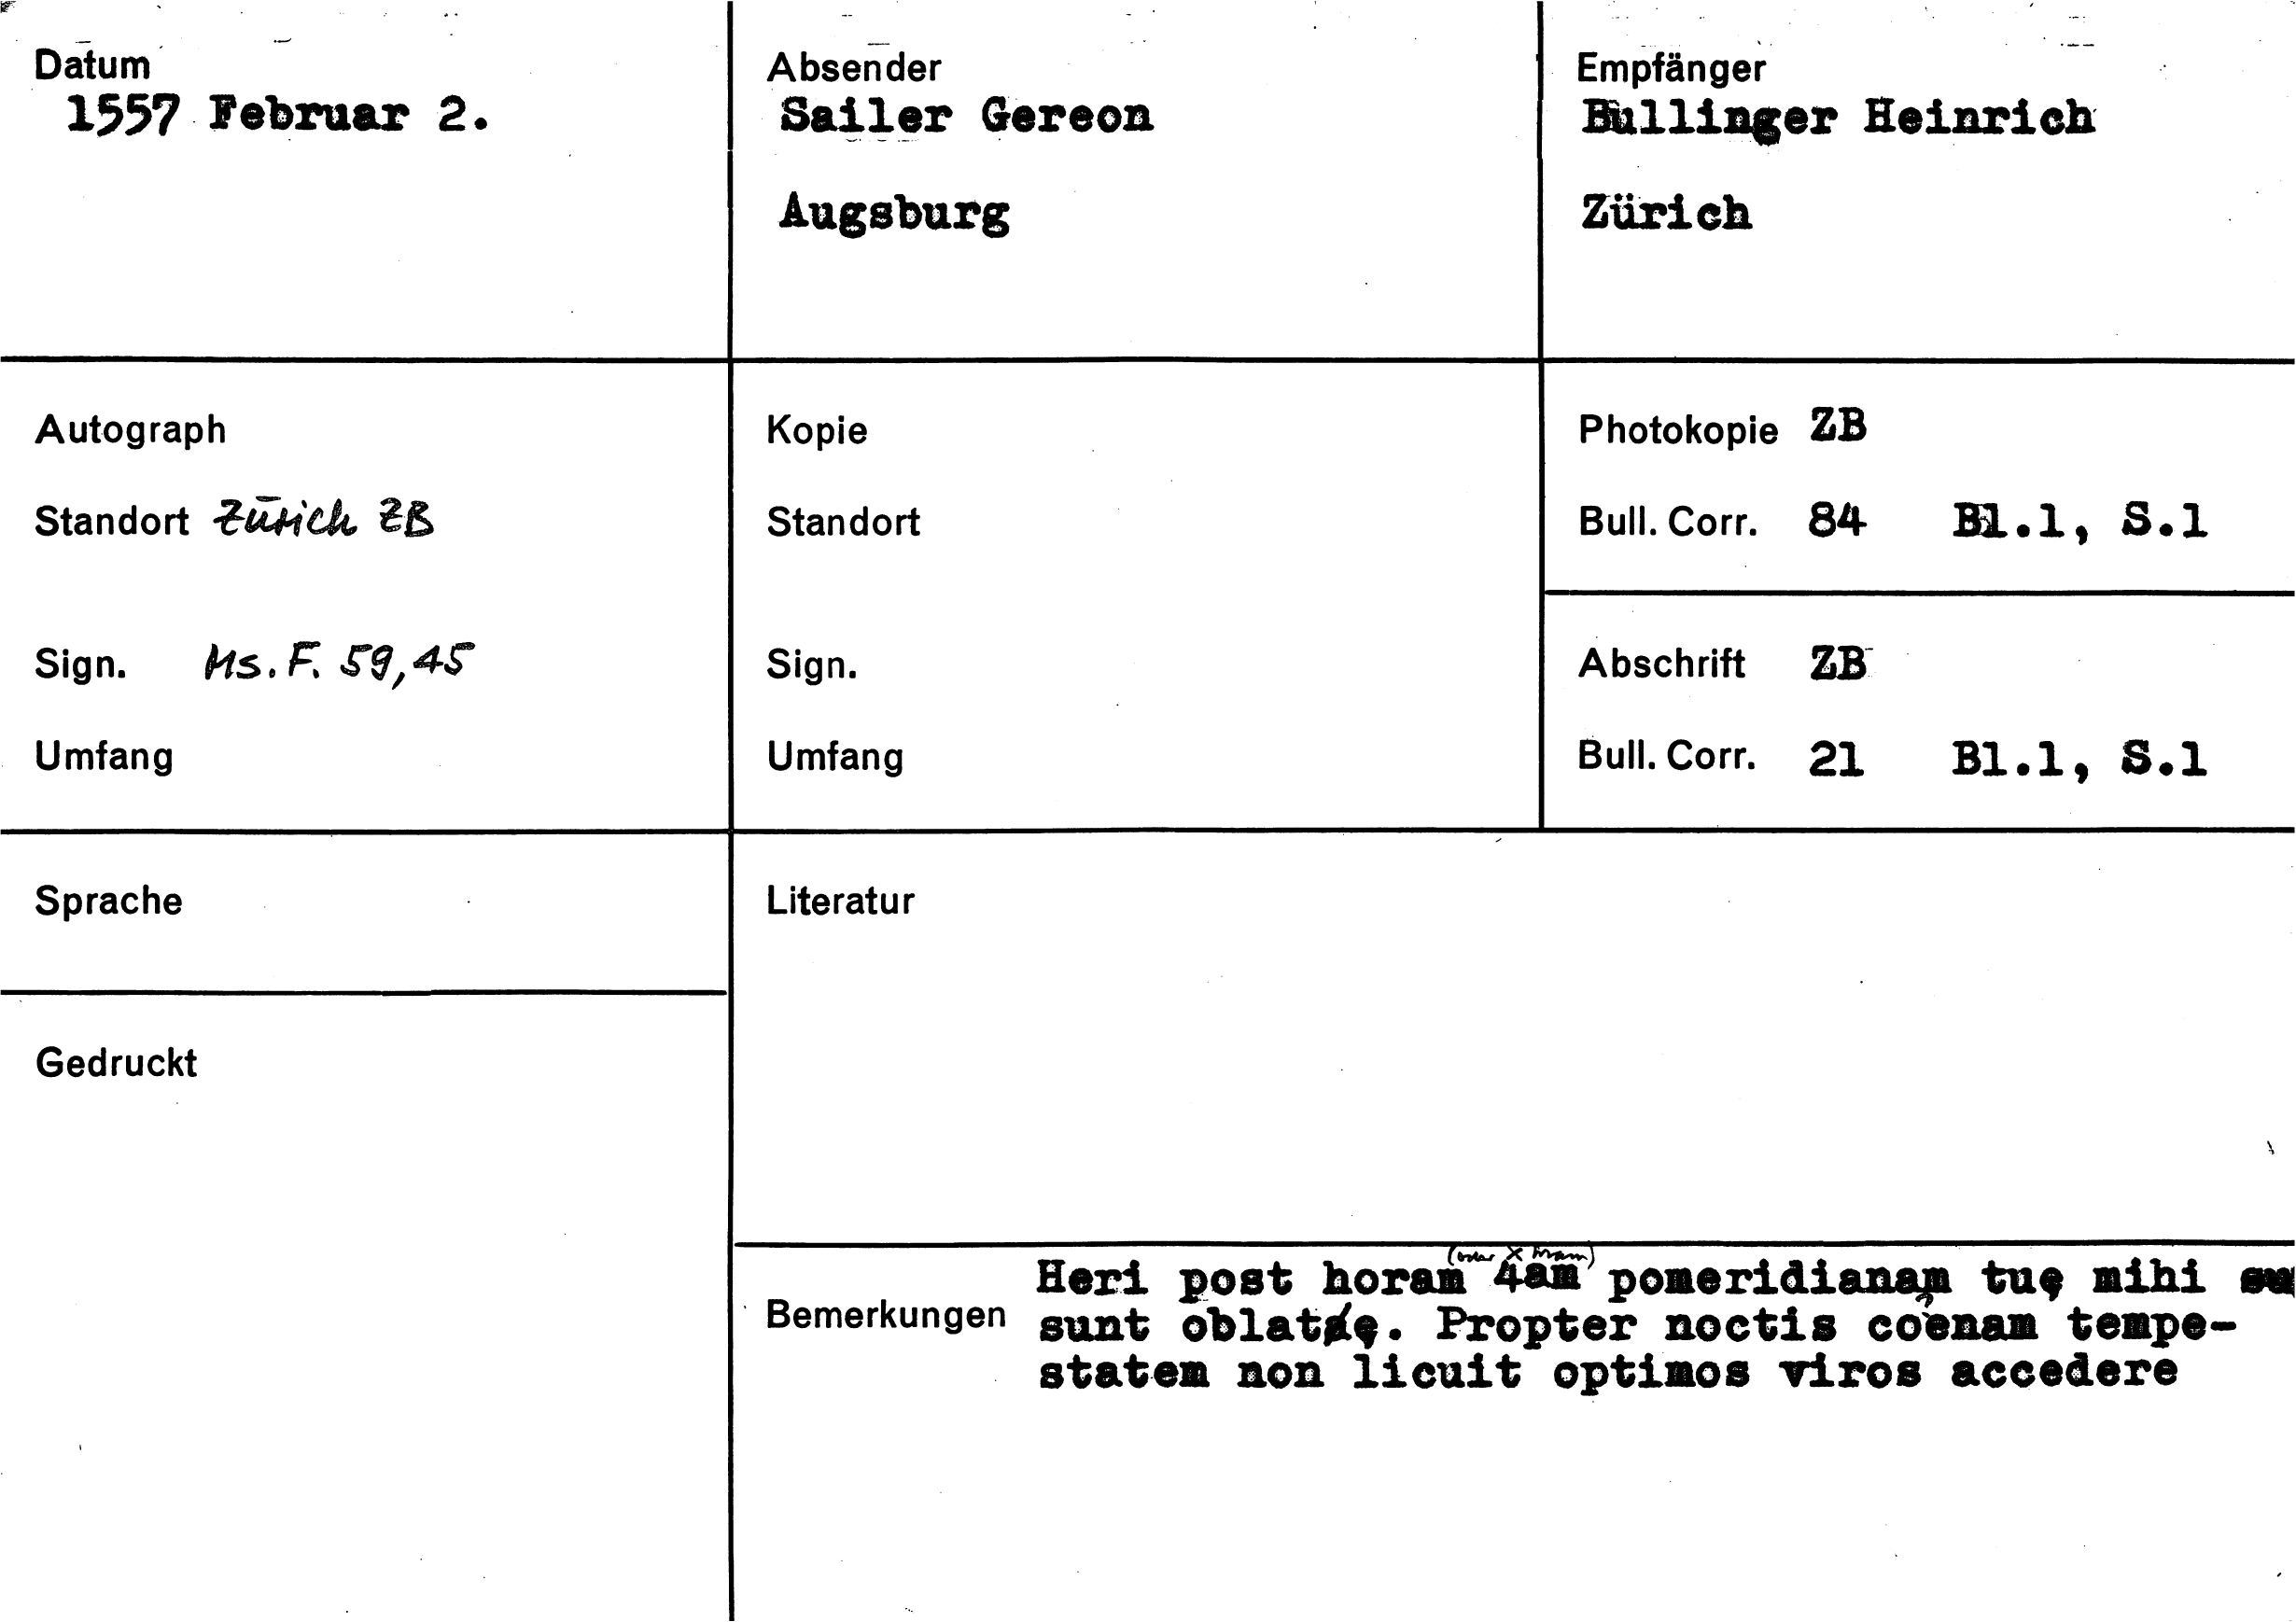 Datum
1557 Februar 2.
Absender
Sailer Gereon
Augsburg
Empfänger
Bullinger Heinrich
Zürich
Autograph
Standort Zürich ZB
Sign. Ms. F. 59,45
Umfang
Kopie
Standort
Sign.
Umfang
Photokopie ZB
Bull. Corr. 84 Bl.1, S.1
Abschrift ZB
Bull. Corr. 21 Bl.1, S.1
Sprache
Gedruckt
Literatur
Bemerkungen
(oder X
Heri post horam 4am pomeridianam tuę mihi
sunt oblatę. Propter noctis coenam tempe-
statem non licuit optimos viros accedere